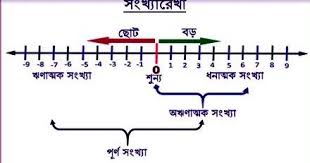 সংখ্যারেখা
ছোট বড়
-9 -8 -7 -6 -5 -4 -3 -2 -1 0 1 2 3 4 5 6 7 8 9
ঋণাত্মক সংখ্যা শুন্য ধনাত্মক সংখ্যা
অঋণাত্মক সংখ্যা
পূর্ণ সংখ্যা